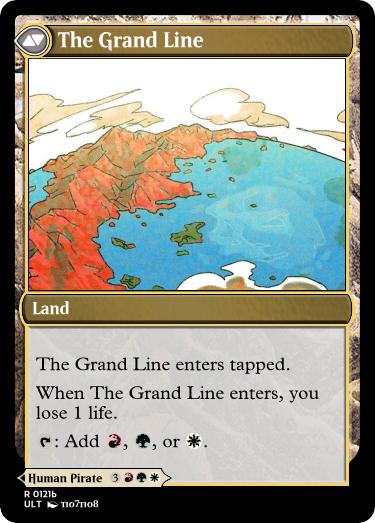 The Grand Line
Land
The Grand Line enters tapped.
When The Grand Line enters, you
lose 1 life.
: Add , , or .
Human Pirate 3
R 0121b
ULT 11071108